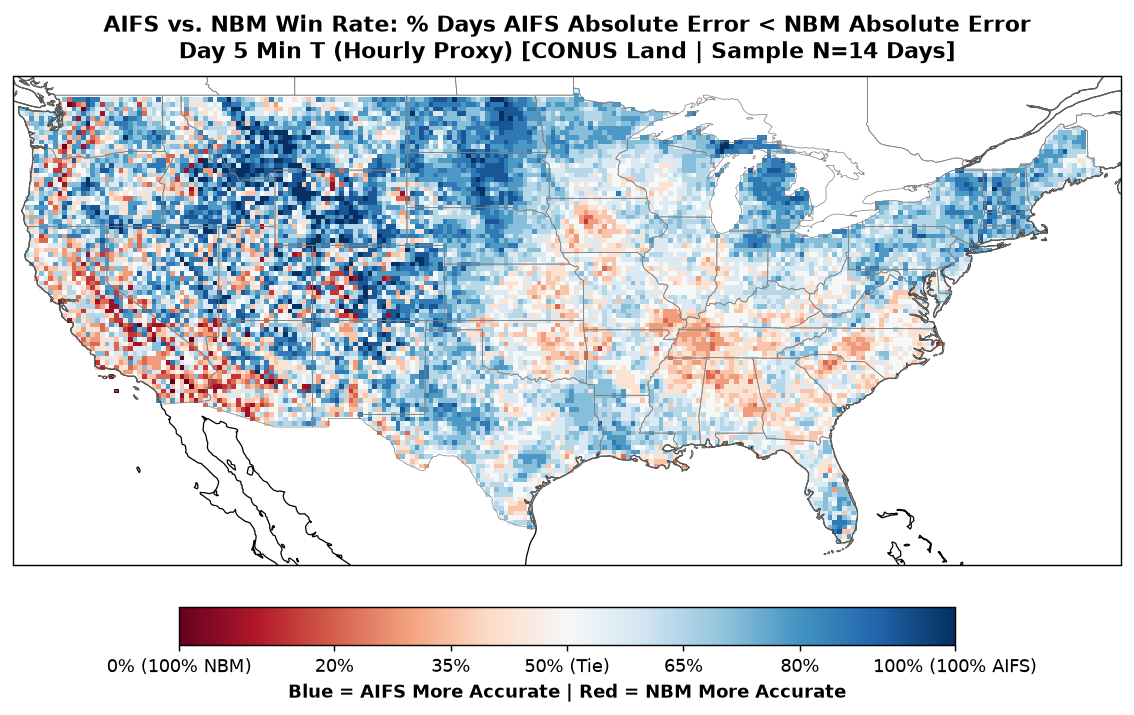 AIFS vs. NBM Win Rate: % Days AIFS Absolute Error < NBM Absolute Error
Day 5 Min T (Hourly Proxy) [CONUS Land | Sample N=14 Days]
0% (100% NBM) 20% 35% 50% (Tie) 65% 80% 100% (100% AIFS)
Blue = AIFS More Accurate | Red = NBM More Accurate